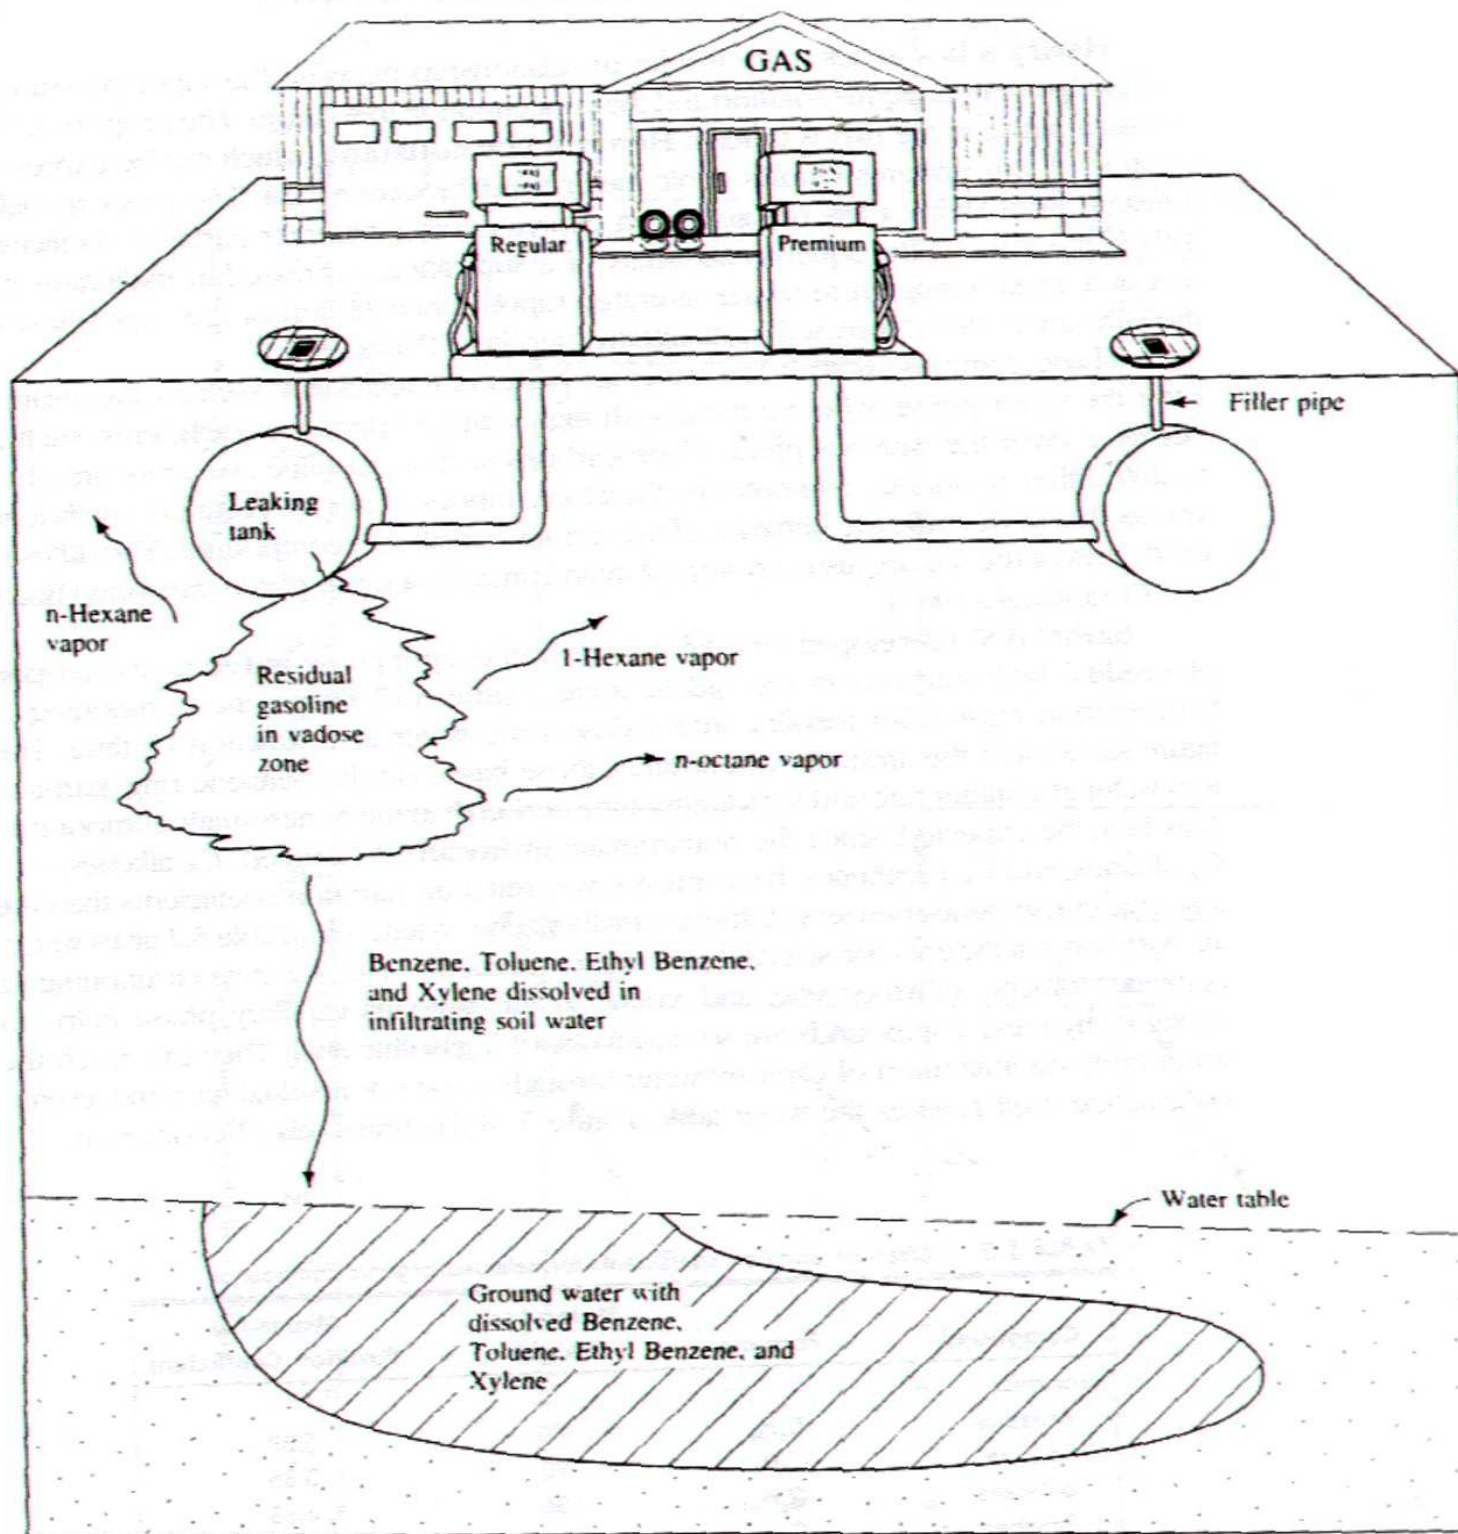 GAS
Regular
Premium
Filler pipe
Leaking
tank
n-Hexane
vapor
1-Hexane vapor
Residual
gasoline
in vadose
zone
n-octane vapor
Benzene, Toluene, Ethyl Benzene,
and Xylene dissolved in
infiltrating soil water
Water table
Ground water with
dissolved Benzene,
Toluene, Ethyl Benzene, and
Xylene